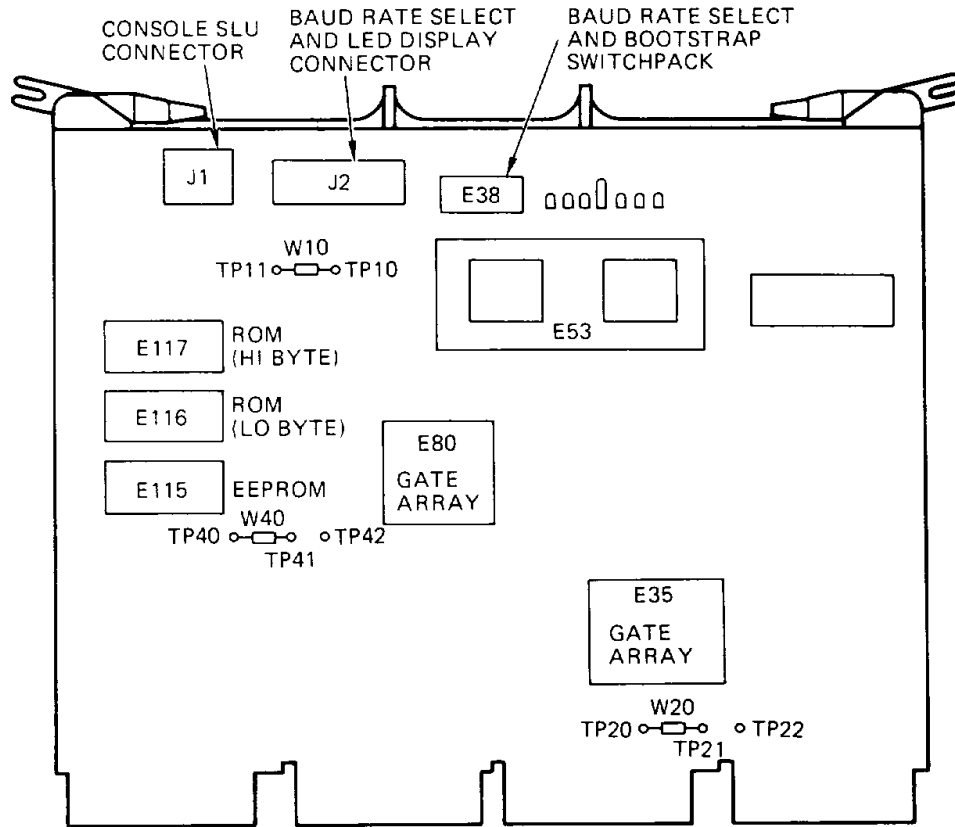 CONSOLE SLU
CONNECTOR
BAUD RATE SELECT
AND LED DISPLAY
CONNECTOR
BAUD RATE SELECT
AND BOOTSTRAP
SWITCHPACK
J1
J2
E38
W10
TP11
TP10
E53
E117
ROM
(HI BYTE)
E116
ROM
(LO BYTE)
E80
GATE
ARRAY
E115
EEPROM
W40
TP40
TP41
TP42
E35
GATE
ARRAY
W20
TP20
TP21
TP22